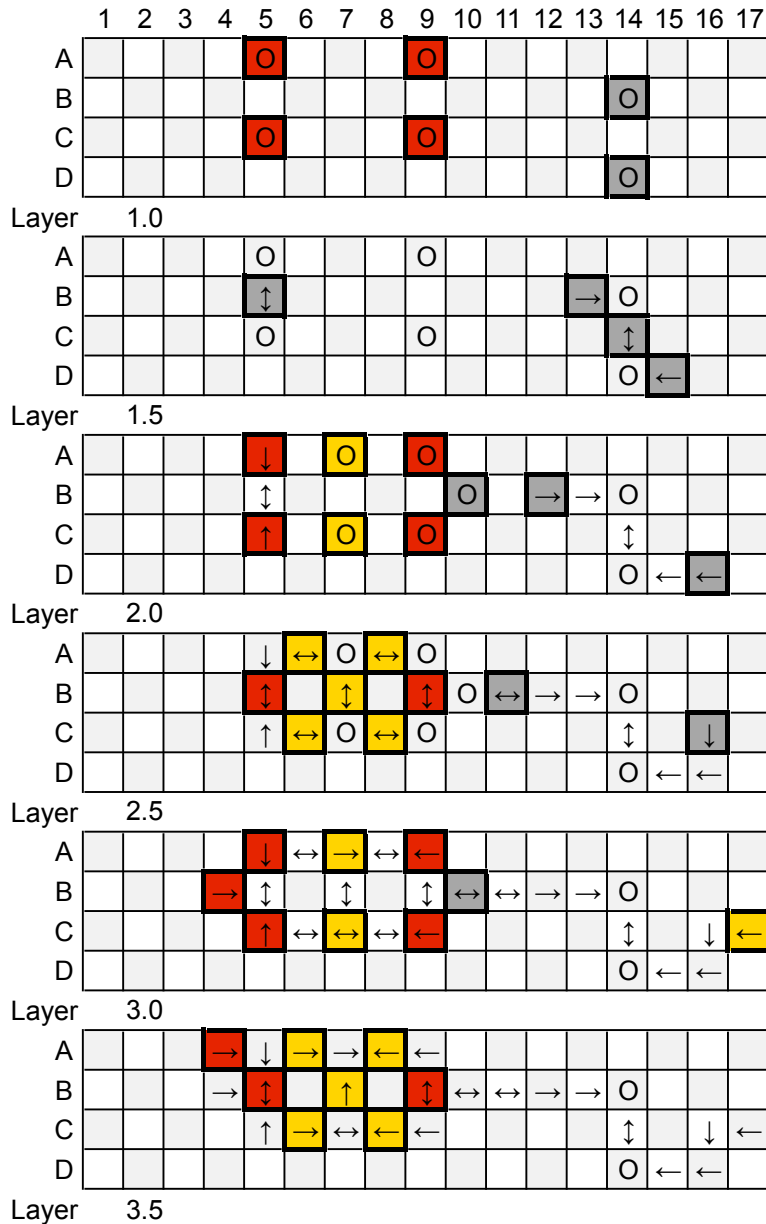 1 2 3 4 5 6 7 8 9 10 11 12 13 14 15 16 17
A O O
B O
C O O
D O
Layer 1.0
A O O
B ↕ → O
C O O ↕
D O ←
Layer 1.5
A ↓ O O
B ↕ O → → O
C ↑ O O ↕
D O ← ←
Layer 2.0
A ↓ ↔ O ↔ O
B ↕ ↕ ↕ O ↔ → → O
C ↑ ↔ O ↔ O ↕ ↓
D O ← ←
Layer 2.5
A ↓ ↔ → ↔ ←
B → ↕ ↕ ↕ ↔ ↔ → → O
C ↑ ↔ ↔ ↔ ← ↕ ↓ ←
D O ← ←
Layer 3.0
A → ↓ → → ← ←
B → ↕ ↑ ↕ ↔ ↔ → → O
C ↑ → ↔ ← ← ↕ ↓ ←
D O ← ←
Layer 3.5